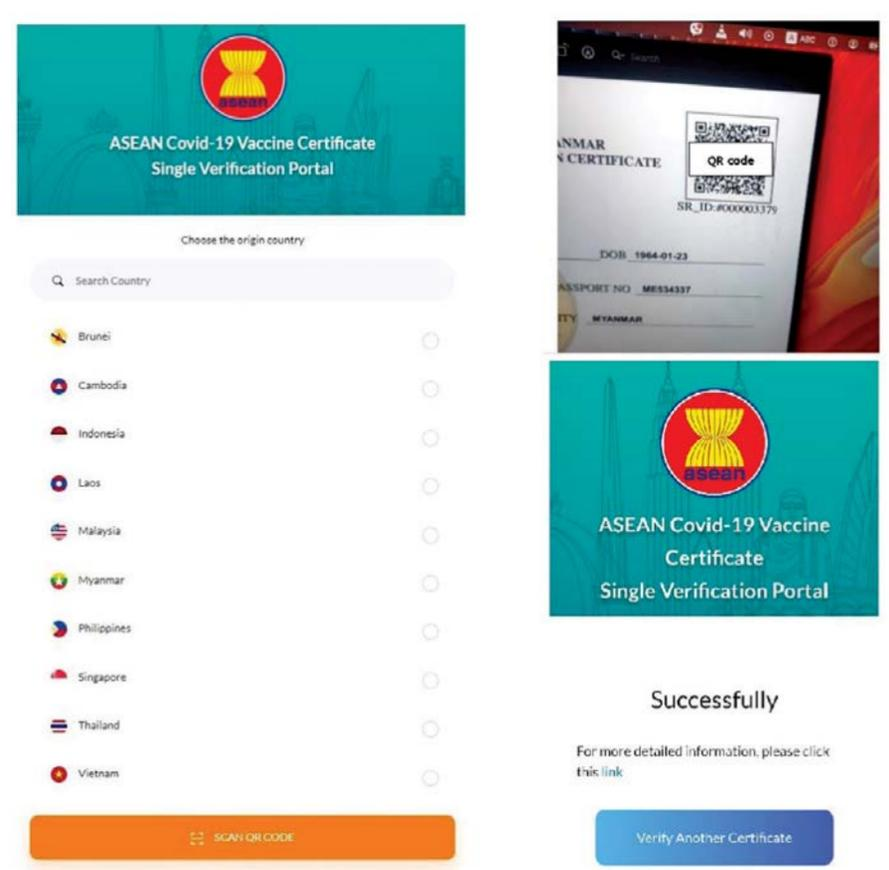 asean
ASEAN Covid-19 Vaccine Certificate
Single Verification Portal
Choose the origin country
Search Country
Brunei
Cambodia
Indonesia
Laos
Malaysia
Myanmar
Philippines
Singapore
Thailand
Vietnam
SCAN QR CODE
ABC
Search
ANMAR
N CERTIFICATE
QR code
SR_ID:#000003379
DOB 1964-01-23
ASSPORT NO ME534337
ITY MYANMAR
asean
ASEAN Covid-19 Vaccine
Certificate
Single Verification Portal
Successfully
For more detailed information, please click
this link
Verify Another Certificate